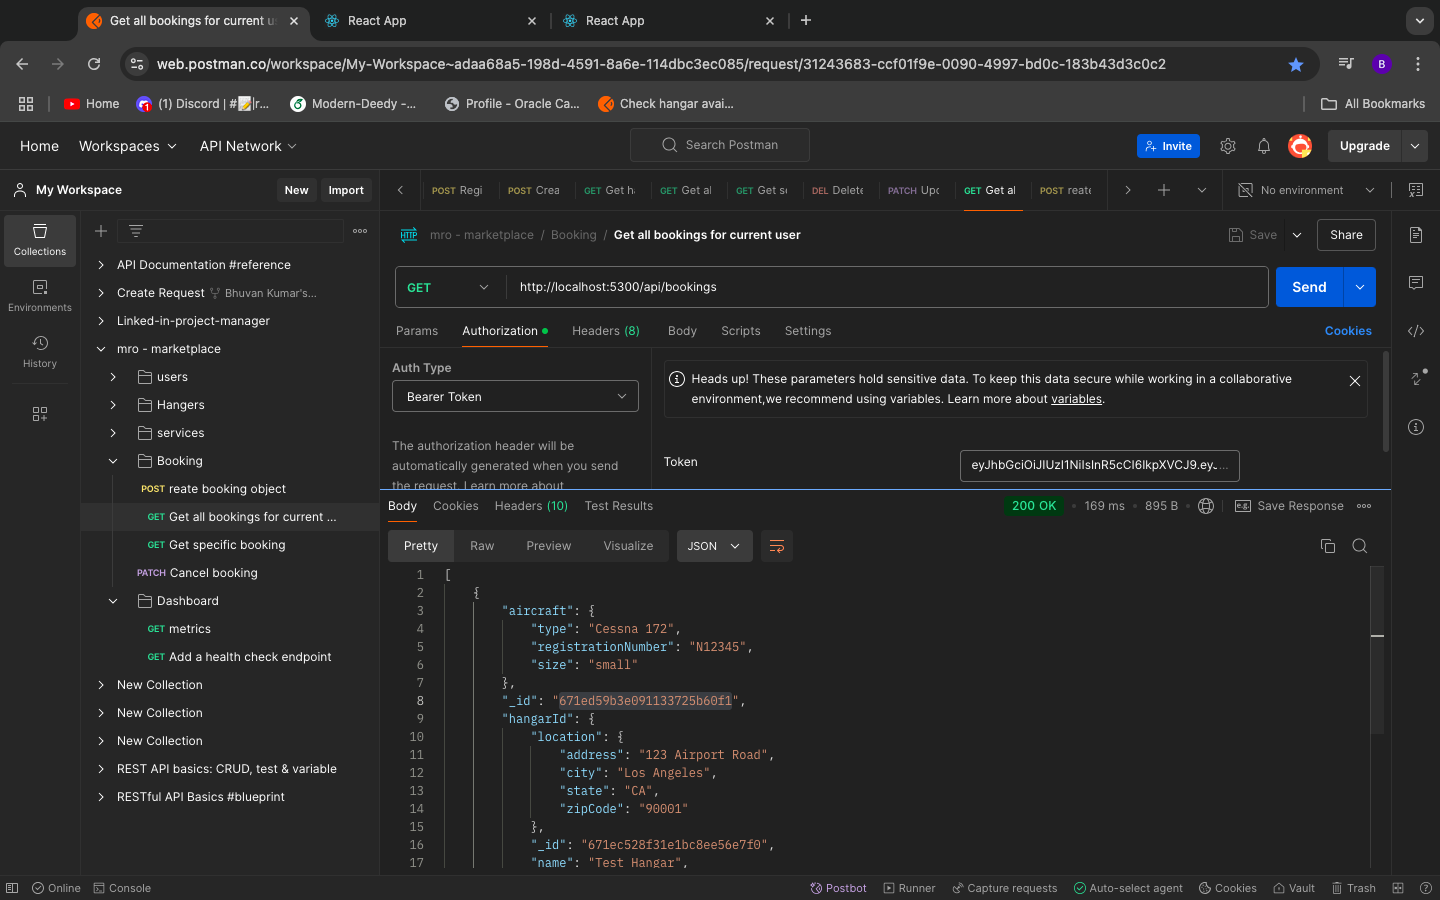 Get all bookings for current u
React App
React App
web.postman.co/workspace/My-Workspace~adaa68a5-198d-4591-8a6e-114dbc3ec085/request/31243683-ccf01f9e-0090-4997-bd0c-183b43d3c0c2
B
Home
(1) Discord | #📝|r...
Modern-Deedy -...
Profile - Oracle Ca...
Check hangar avai...
All Bookmarks
Home
Workspaces
API Network
Search Postman
Invite
Upgrade
My Workspace
New
Import
POST Regi
POST Crea
GET Get ha
GET Get al
GET Get se
DEL Delete
PATCH Upd
GET Get al
POST reate
No environment
Collections
Environments
History
API Documentation #reference
Create Request Bhuvan Kumar's...
Linked-in-project-manager
mro - marketplace
users
Hangers
services
Booking
POST reate booking object
GET Get all bookings for current ...
GET Get specific booking
PATCH Cancel booking
Dashboard
GET metrics
GET Add a health check endpoint
New Collection
New Collection
New Collection
REST API basics: CRUD, test & variable
RESTful API Basics #blueprint
HTTP mro - marketplace / Booking / Get all bookings for current user
Save
Share
GET http://localhost:5300/api/bookings
Send
Params
Authorization
Headers (8)
Body
Scripts
Settings
Cookies
Auth Type
Bearer Token
The authorization header will be
automatically generated when you send
the request. Learn more about
Heads up! These parameters hold sensitive data. To keep this data secure while working in a collaborative
environment,we recommend using variables. Learn more about variables.
Token
eyJhbGciOiJIUzI1NiIsInR5cCI6IkpXVCJ9.eyJ...
Body
Cookies
Headers (10)
Test Results
200 OK
169 ms
895 B
Save Response
Pretty
Raw
Preview
Visualize
JSON
1 [
2 {
3 "aircraft": {
4 "type": "Cessna 172",
5 "registrationNumber": "N12345",
6 "size": "small"
7 },
8 "_id": "671ed59b3e091133725b60f1",
9 "hangarId": {
10 "location": {
11 "address": "123 Airport Road",
12 "city": "Los Angeles",
13 "state": "CA",
14 "zipCode": "90001"
15 },
16 "_id": "671ec528f31e1bc8ee56e7f0",
17 "name": "Test Hangar",
Online
Console
Postbot
Runner
Capture requests
Auto-select agent
Cookies
Vault
Trash